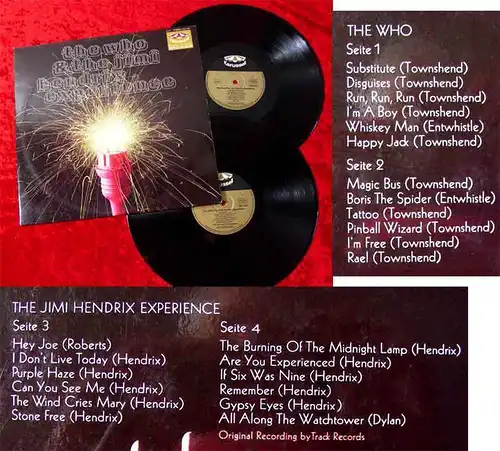 the who
& the jimi
hendrix
experience
Karussell
THE WHO
Seite 1
Substitute (Townshend)
Disguises (Townshend)
Run, Run, Run (Townshend)
I'm A Boy (Townshend)
Whiskey Man (Entwhistle)
Happy Jack (Townshend)
Seite 2
Magic Bus (Townshend)
Boris The Spider (Entwhistle)
Tattoo (Townshend)
Pinball Wizard (Townshend)
I'm Free (Townshend)
Rael (Townshend)
THE JIMI HENDRIX EXPERIENCE
Seite 3
Hey Joe (Roberts)
I Don't Live Today (Hendrix)
Purple Haze (Hendrix)
Can You See Me (Hendrix)
The Wind Cries Mary (Hendrix)
Stone Free (Hendrix)
Seite 4
The Burning Of The Midnight Lamp (Hendrix)
Are You Experienced (Hendrix)
If Six Was Nine (Hendrix)
Remember (Hendrix)
Gypsy Eyes (Hendrix)
All Along The Watchtower (Dylan)
Original Recording by Track Records